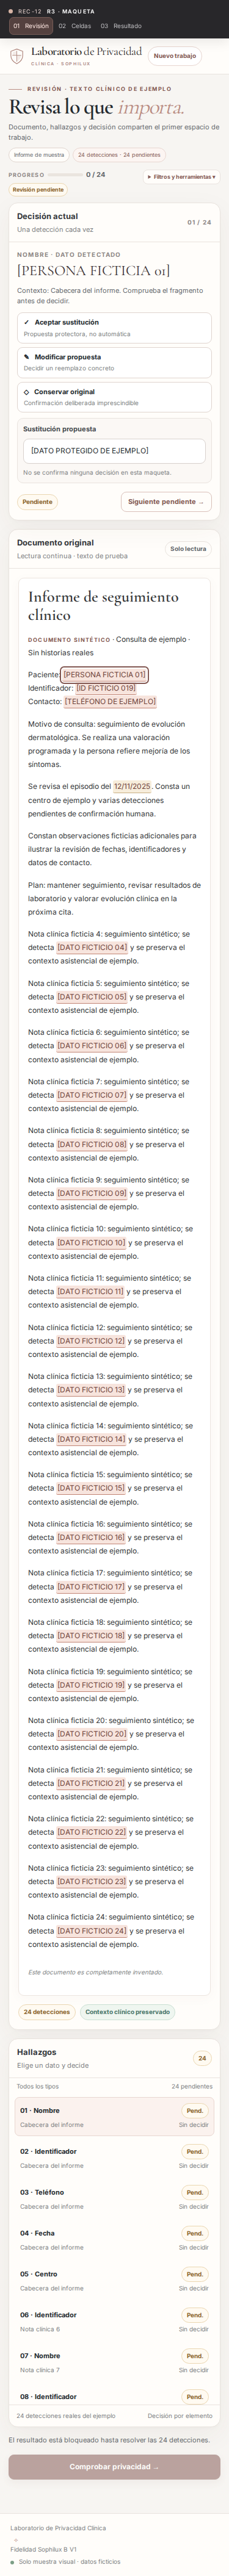 REC-12 R3 · MAQUETA
01 Revisión 02 Celdas 03 Resultado
Laboratorio de Privacidad
CLÍNICA · SOPHILUX
Nuevo trabajo
REVISIÓN · TEXTO CLÍNICO DE EJEMPLO
Revisa lo que importa.
Documento, hallazgos y decisión comparten el primer espacio de
trabajo.
Informe de muestra
24 detecciones · 24 pendientes
PROGRESO 0 / 24
Filtros y herramientas
Revisión pendiente
Decisión actual
Una detección cada vez
01 / 24
NOMBRE · DATO DETECTADO
[PERSONA FICTICIA 01]
Contexto: Cabecera del informe. Comprueba el fragmento
antes de decidir.
✓ Aceptar sustitución
Propuesta protectora, no automática
✎ Modificar propuesta
Decidir un reemplazo concreto
◇ Conservar original
Confirmación deliberada imprescindible
Sustitución propuesta
[DATO PROTEGIDO DE EJEMPLO]
No se confirma ninguna decisión en esta maqueta.
Pendiente
Siguiente pendiente →
Documento original
Lectura continua · texto de prueba
Solo lectura
Informe de seguimiento
clínico
DOCUMENTO SINTÉTICO · Consulta de ejemplo ·
Sin historias reales
Paciente: [PERSONA FICTICIA 01]
Identificador: [ID FICTICIO 019]
Contacto: [TELÉFONO DE EJEMPLO]
Motivo de consulta: seguimiento de evolución
dermatológica. Se realiza una valoración
programada y la persona refiere mejoría de los
síntomas.
Se revisa el episodio del 12/11/2025. Consta un
centro de ejemplo y varias detecciones
pendientes de confirmación humana.
Constan observaciones ficticias adicionales para
ilustrar la revisión de fechas, identificadores y
datos de contacto.
Plan: mantener seguimiento, revisar resultados de
laboratorio y valorar evolución clínica en la
próxima cita.
Nota clínica ficticia 4: seguimiento sintético; se
detecta [DATO FICTICIO 04] y se preserva el
contexto asistencial de ejemplo.
Nota clínica ficticia 5: seguimiento sintético; se
detecta [DATO FICTICIO 05] y se preserva el
contexto asistencial de ejemplo.
Nota clínica ficticia 6: seguimiento sintético; se
detecta [DATO FICTICIO 06] y se preserva el
contexto asistencial de ejemplo.
Nota clínica ficticia 7: seguimiento sintético; se
detecta [DATO FICTICIO 07] y se preserva el
contexto asistencial de ejemplo.
Nota clínica ficticia 8: seguimiento sintético; se
detecta [DATO FICTICIO 08] y se preserva el
contexto asistencial de ejemplo.
Nota clínica ficticia 9: seguimiento sintético; se
detecta [DATO FICTICIO 09] y se preserva el
contexto asistencial de ejemplo.
Nota clínica ficticia 10: seguimiento sintético; se
detecta [DATO FICTICIO 10] y se preserva el
contexto asistencial de ejemplo.
Nota clínica ficticia 11: seguimiento sintético; se
detecta [DATO FICTICIO 11] y se preserva el
contexto asistencial de ejemplo.
Nota clínica ficticia 12: seguimiento sintético; se
detecta [DATO FICTICIO 12] y se preserva el
contexto asistencial de ejemplo.
Nota clínica ficticia 13: seguimiento sintético; se
detecta [DATO FICTICIO 13] y se preserva el
contexto asistencial de ejemplo.
Nota clínica ficticia 14: seguimiento sintético; se
detecta [DATO FICTICIO 14] y se preserva el
contexto asistencial de ejemplo.
Nota clínica ficticia 15: seguimiento sintético; se
detecta [DATO FICTICIO 15] y se preserva el
contexto asistencial de ejemplo.
Nota clínica ficticia 16: seguimiento sintético; se
detecta [DATO FICTICIO 16] y se preserva el
contexto asistencial de ejemplo.
Nota clínica ficticia 17: seguimiento sintético; se
detecta [DATO FICTICIO 17] y se preserva el
contexto asistencial de ejemplo.
Nota clínica ficticia 18: seguimiento sintético; se
detecta [DATO FICTICIO 18] y se preserva el
contexto asistencial de ejemplo.
Nota clínica ficticia 19: seguimiento sintético; se
detecta [DATO FICTICIO 19] y se preserva el
contexto asistencial de ejemplo.
Nota clínica ficticia 20: seguimiento sintético; se
detecta [DATO FICTICIO 20] y se preserva el
contexto asistencial de ejemplo.
Nota clínica ficticia 21: seguimiento sintético; se
detecta [DATO FICTICIO 21] y se preserva el
contexto asistencial de ejemplo.
Nota clínica ficticia 22: seguimiento sintético; se
detecta [DATO FICTICIO 22] y se preserva el
contexto asistencial de ejemplo.
Nota clínica ficticia 23: seguimiento sintético; se
detecta [DATO FICTICIO 23] y se preserva el
contexto asistencial de ejemplo.
Nota clínica ficticia 24: seguimiento sintético; se
detecta [DATO FICTICIO 24] y se preserva el
contexto asistencial de ejemplo.
Este documento es completamente inventado.
24 detecciones
Contexto clínico preservado
Hallazgos
Elige un dato y decide
24
Todos los tipos
24 pendientes
01 · Nombre Pend.
Cabecera del informe Sin decidir
02 · Identificador Pend.
Cabecera del informe Sin decidir
03 · Teléfono Pend.
Cabecera del informe Sin decidir
04 · Fecha Pend.
Cabecera del informe Sin decidir
05 · Centro Pend.
Cabecera del informe Sin decidir
06 · Identificador Pend.
Nota clínica 6 Sin decidir
07 · Nombre Pend.
Nota clínica 7 Sin decidir
08 · Identificador Pend.
24 detecciones reales del ejemplo
Decisión por elemento
El resultado está bloqueado hasta resolver las 24 detecciones.
Comprobar privacidad →
Laboratorio de Privacidad Clínica
Fidelidad Sophilux B V1
Solo muestra visual · datos ficticios